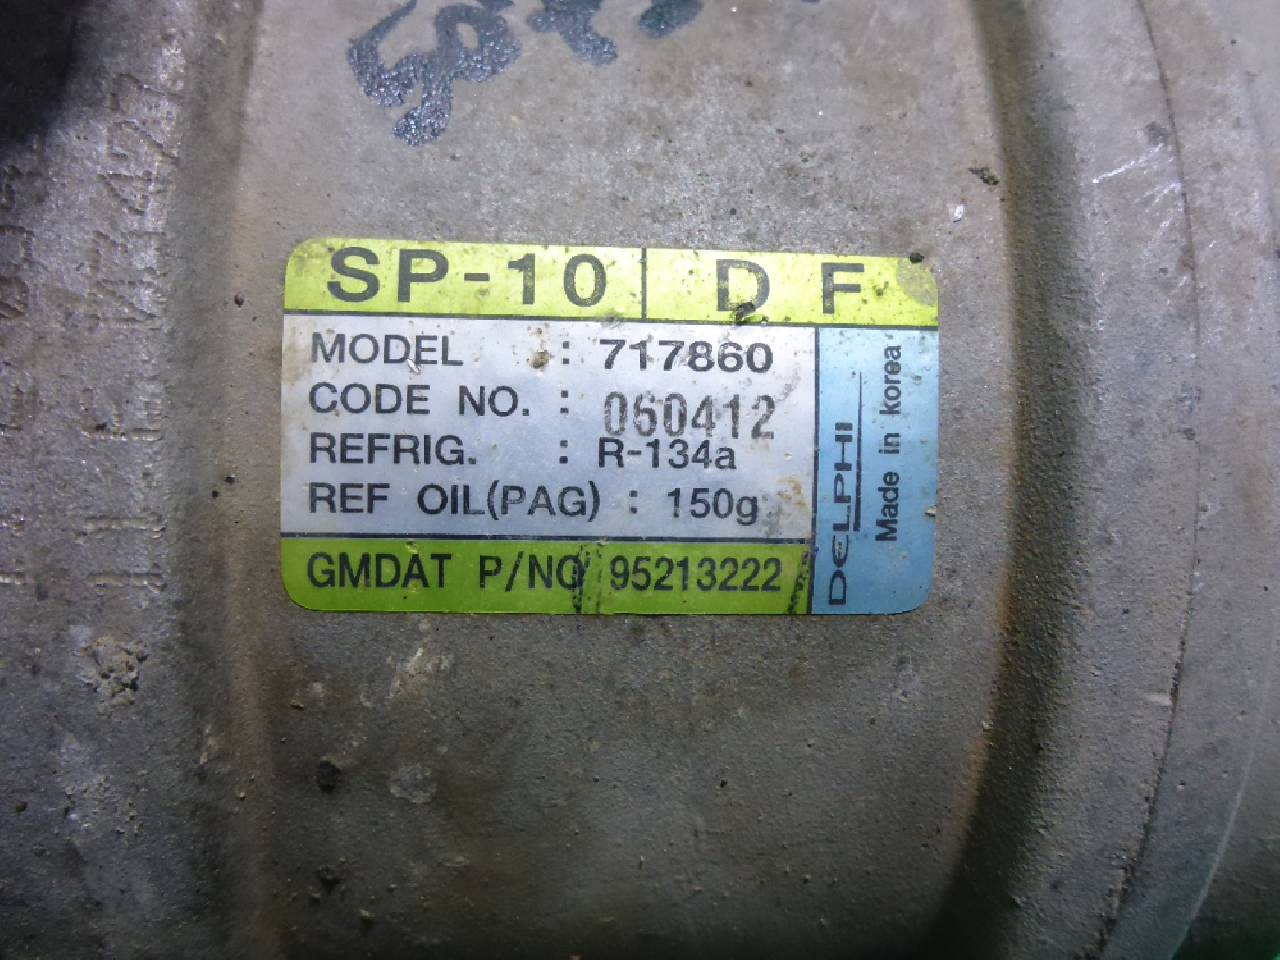 SP-10 D F
MODEL : 717860
CODE NO. : 060412
REFRIG. : R-134a
REF OIL(PAG) : 150g
GMDAT P/NO 95213222
DELPHI
Made in korea